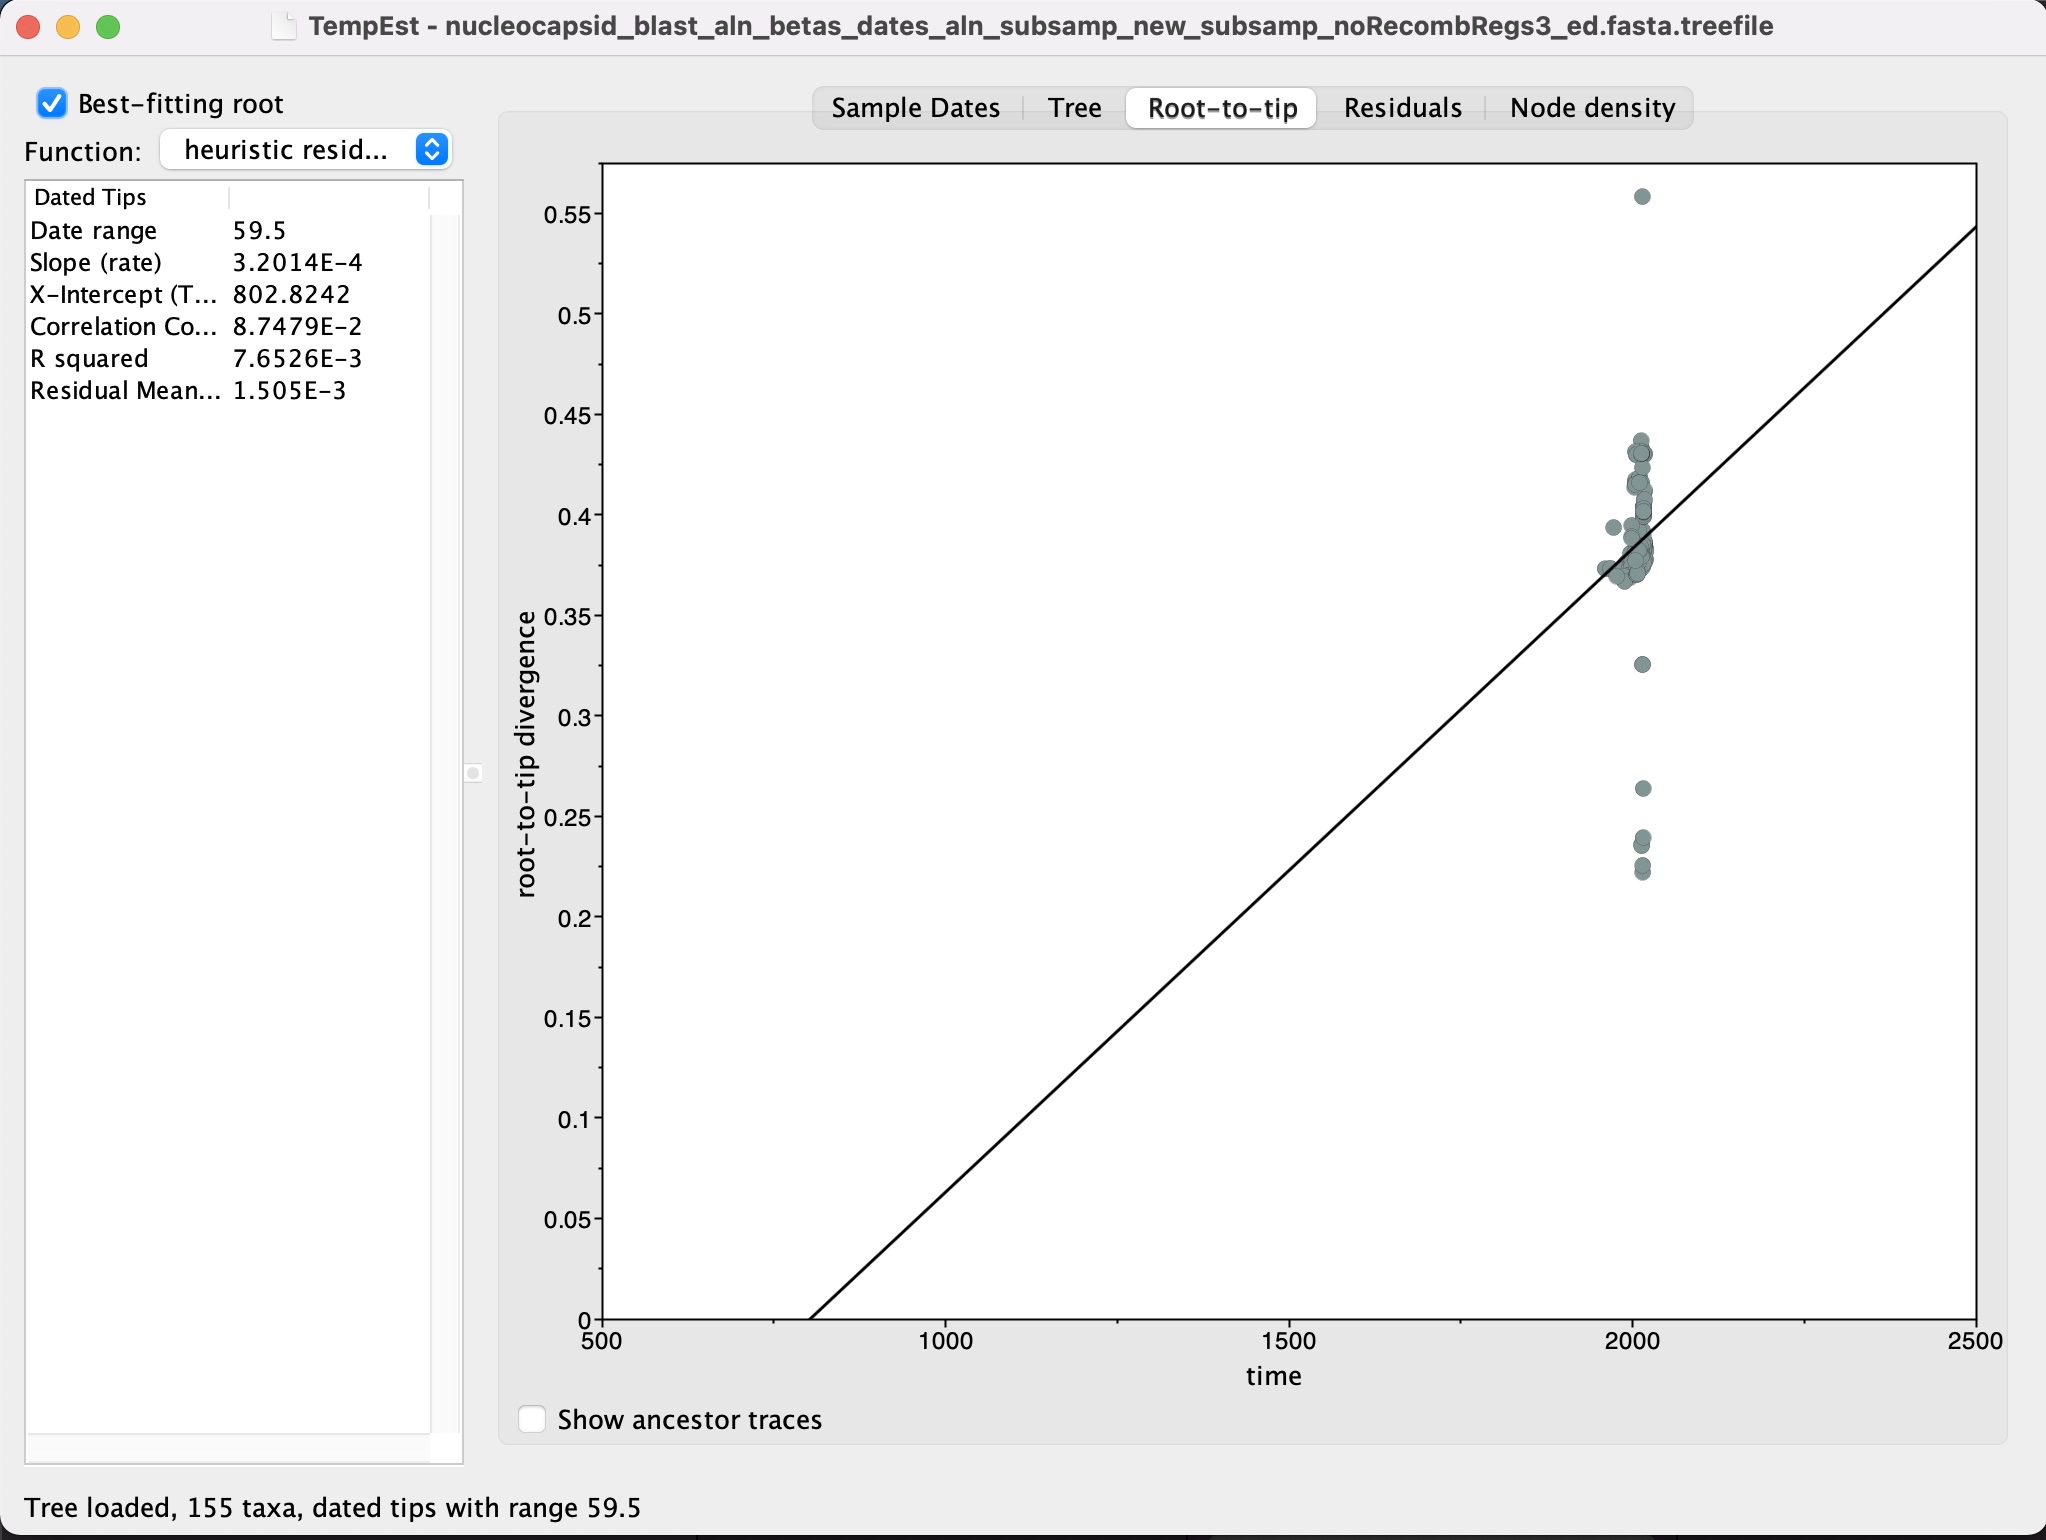 TempEst - nucleocapsid_blast_aln_betas_dates_aln_subsamp_new_subsamp_noRecombRegs3_ed.fasta.treefile
Best-fitting root
Function: heuristic resid...
Dated Tips
Date range 59.5
Slope (rate) 3.2014E-4
X-Intercept (T... 802.8242
Correlation Co... 8.7479E-2
R squared 7.6526E-3
Residual Mean... 1.505E-3
Sample Dates Tree Root-to-tip Residuals Node density
0.55
0.5
0.45
0.4
0.35
0.3
0.25
0.2
0.15
0.1
0.05
0
root-to-tip divergence
500 1000 1500 2000 2500
time
Show ancestor traces
Tree loaded, 155 taxa, dated tips with range 59.5